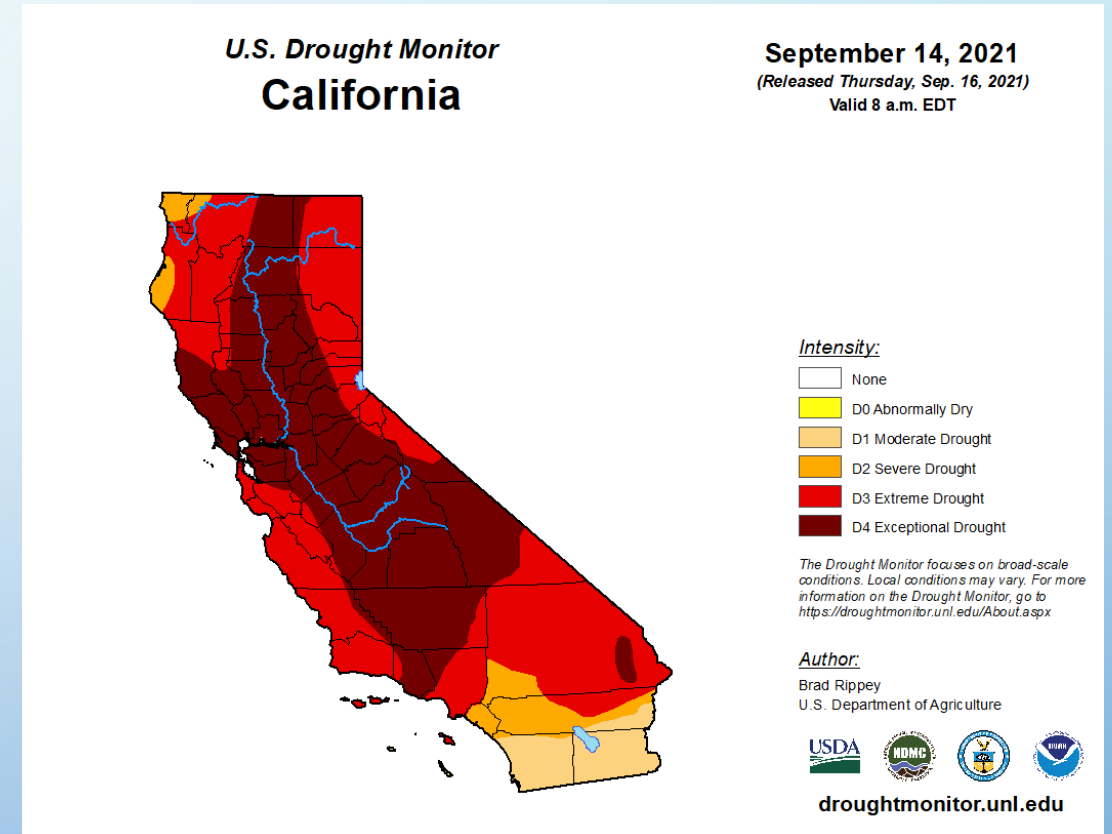 U.S. Drought Monitor
California
September 14, 2021
(Released Thursday, Sep. 16, 2021)
Valid 8 a.m. EDT
Intensity:
None
D0 Abnormally Dry
D1 Moderate Drought
D2 Severe Drought
D3 Extreme Drought
D4 Exceptional Drought
The Drought Monitor focuses on broad-scale
conditions. Local conditions may vary. For more
information on the Drought Monitor, go to
https://droughtmonitor.unl.edu/About.aspx
Author:
Brad Rippey
U.S. Department of Agriculture
USDA
NDMC
NOAA
droughtmonitor.unl.edu